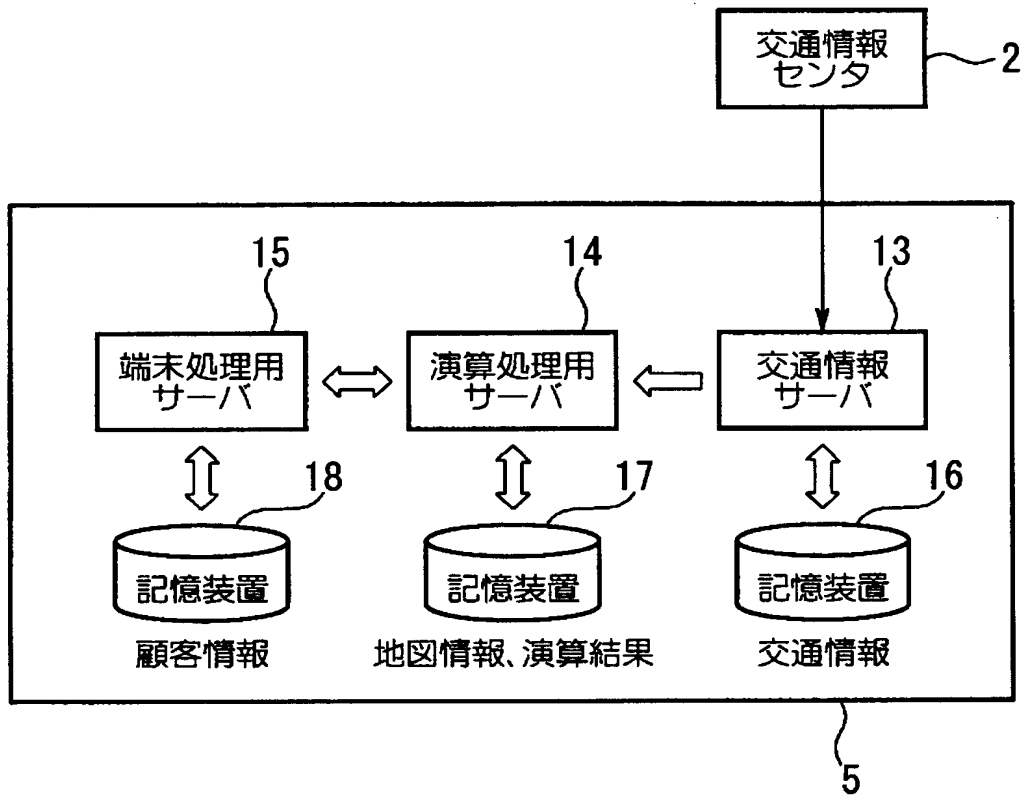 交通情報
センタ
2
15
14
13
端末処理用
サーバ
演算処理用
サーバ
交通情報
サーバ
18
17
16
記憶装置
記憶装置
記憶装置
顧客情報
地図情報、演算結果
交通情報
5